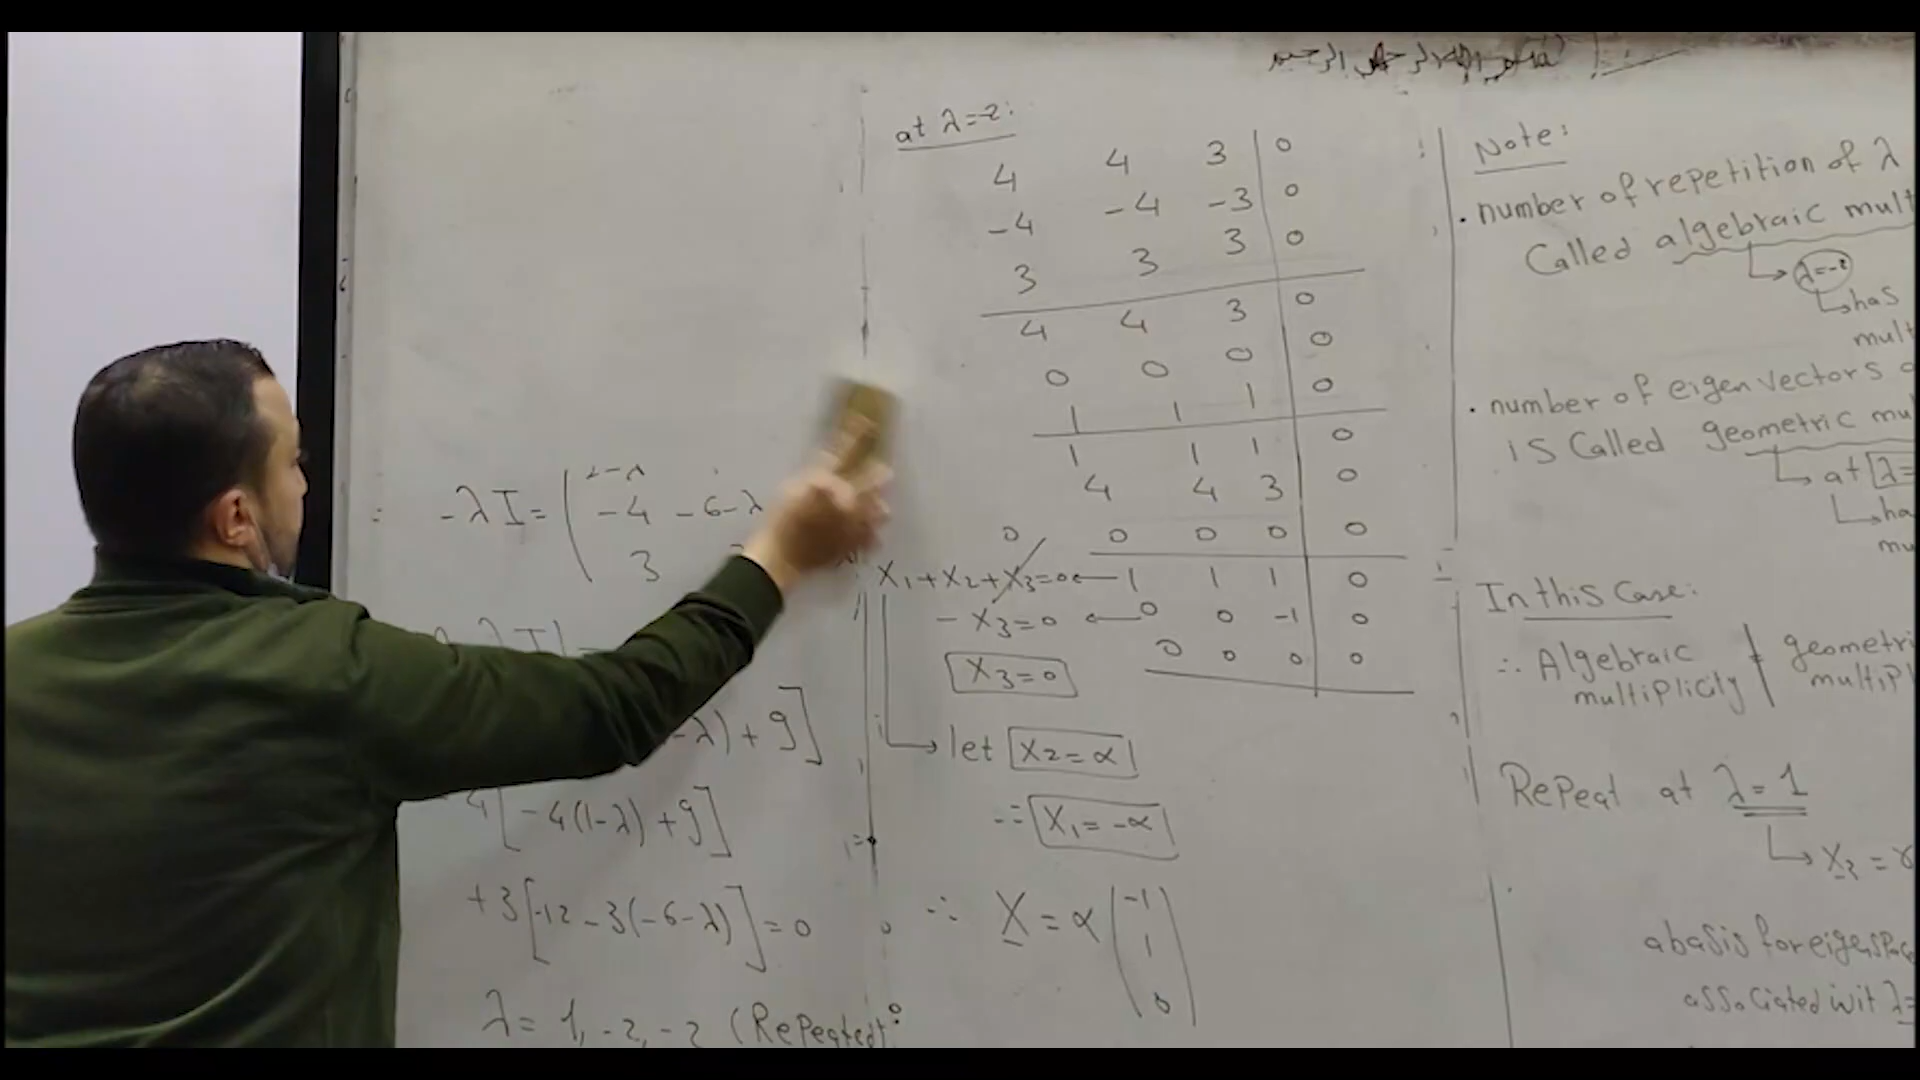 -λI = ( 2-λ
-4 -6-λ
3
-λ) + 9]
4[-4(1-λ) + 9]
+3[-12 - 3(-6-λ)] = 0
λ = 1, -2, -2 (Repeated)
at λ=-2:
4 4 3 | 0
-4 -4 -3 | 0
3 3 3 | 0
4 4 3 | 0
0 0 0 | 0
1 1 1 | 0
1 1 1 | 0
4 4 3 | 0
0 0 0 | 0
0
X1+X2+X3=0 ← 1 1 1 | 0
-X3=0 ← 0 0 -1 | 0
X3=0
0 0 0 | 0
let X2=α
∴ X1=-α
∴ X = α (-1
1
0)
Note:
. number of repetition of λ
Called algebraic mult
λ=-2
has
mult
. number of eigen vectors
is Called geometric mu
at λ=
ha
mu
In this Case:
∴ Algebraic multiplicity ≠ geometri multipl
Repeat at λ=1
X3 = γ
a basis for eigenspac
associated wit λ=